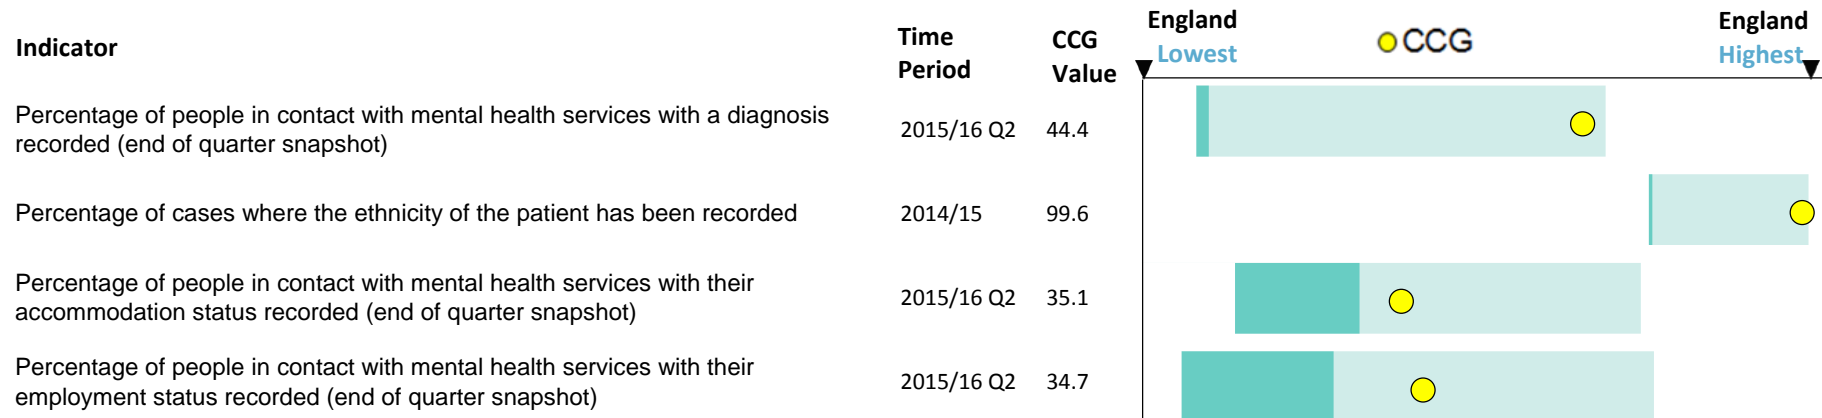 Indicator
Time
Period
CCG
Value
England
Lowest
CCG
England
Highest
Percentage of people in contact with mental health services with a diagnosis
recorded (end of quarter snapshot)
2015/16 Q2
44.4
Percentage of cases where the ethnicity of the patient has been recorded
2014/15
99.6
Percentage of people in contact with mental health services with their
accommodation status recorded (end of quarter snapshot)
2015/16 Q2
35.1
Percentage of people in contact with mental health services with their
employment status recorded (end of quarter snapshot)
2015/16 Q2
34.7